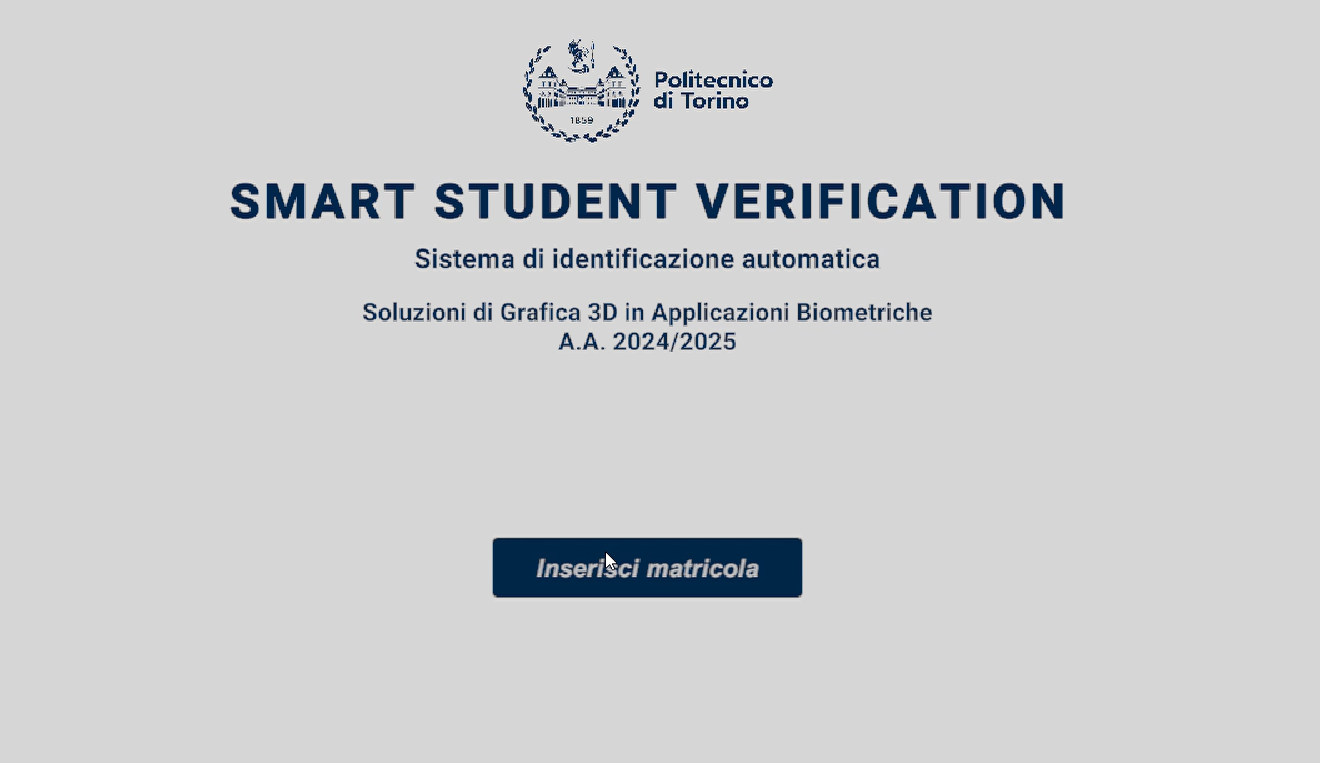 1859
Politecnico
di Torino
SMART STUDENT VERIFICATION
Sistema di identificazione automatica
Soluzioni di Grafica 3D in Applicazioni Biometriche
A.A. 2024/2025
Inserisci matricola